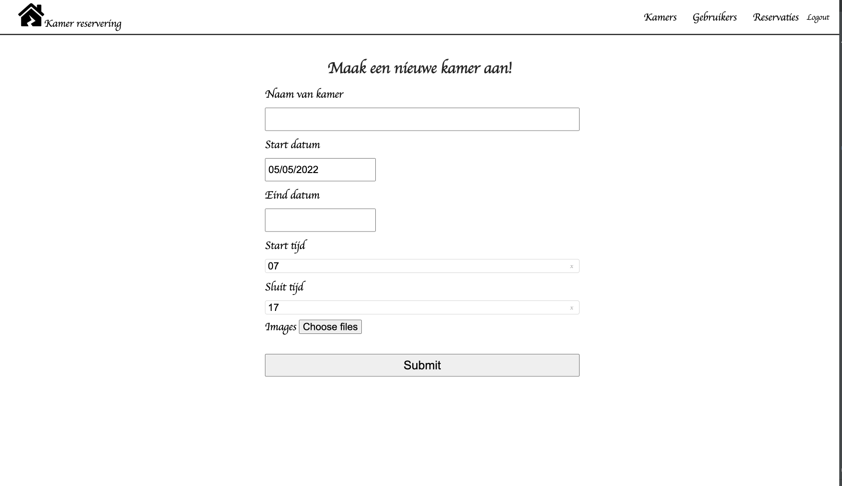 Kamer reservering
Kamers Gebruikers Reservaties Logout
Maak een nieuwe kamer aan!
Naam van kamer
Start datum
05/05/2022
Eind datum
Start tijd
07 ×
Sluit tijd
17 ×
Images Choose files
Submit